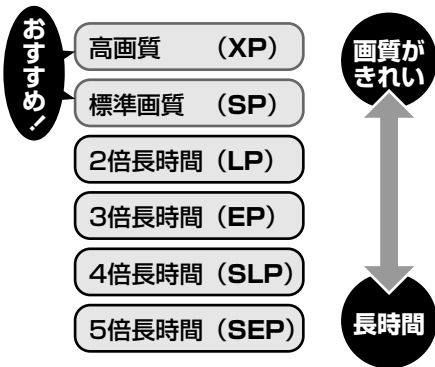 おすすめ!
高画質 （XP）
標準画質 （SP）
2倍長時間（LP）
3倍長時間（EP）
4倍長時間（SLP）
5倍長時間（SEP）
画質が
きれい
長時間